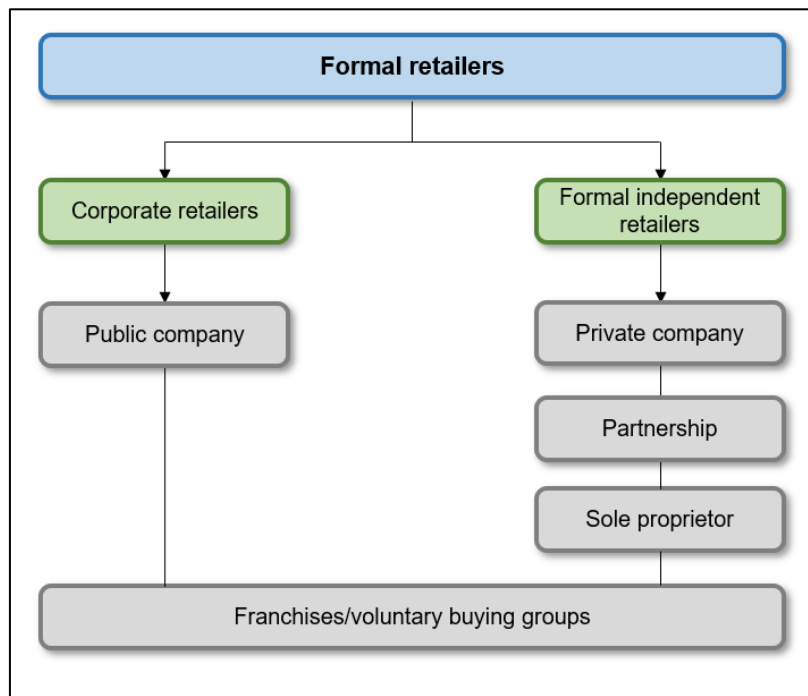 Formal retailers
Corporate retailers
Formal independent
retailers
Public company
Private company
Partnership
Sole proprietor
Franchises/voluntary buying groups